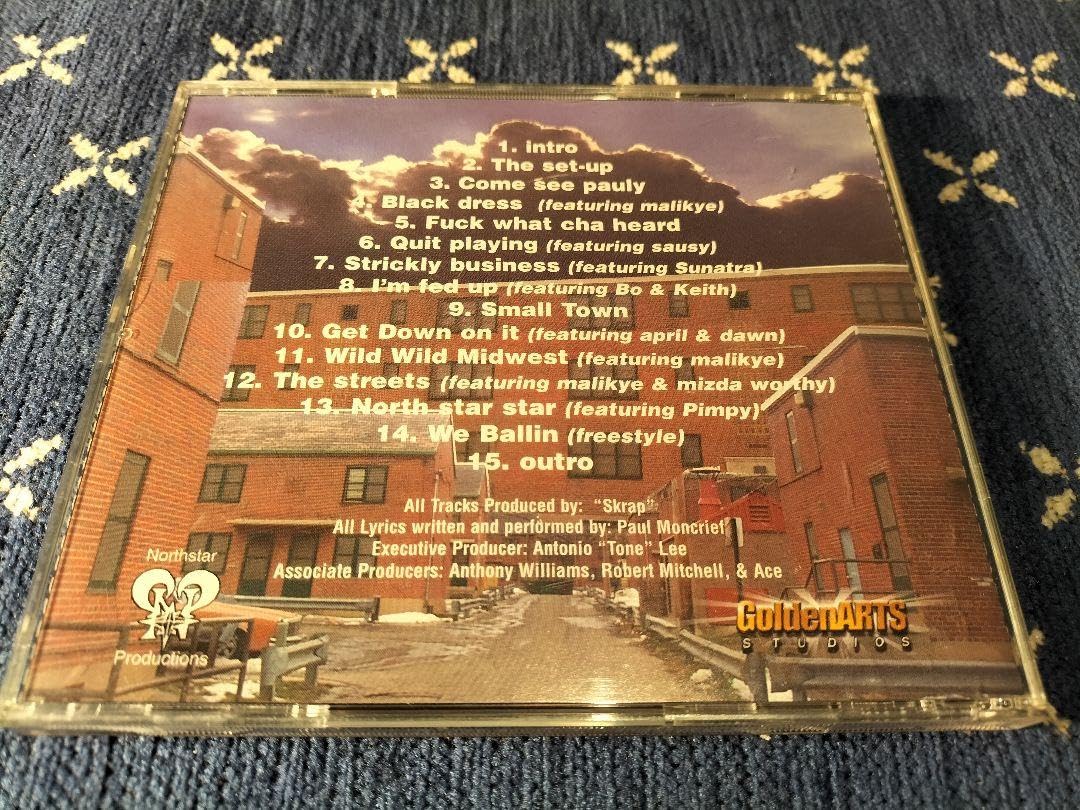 1. intro
2. The set-up
3. Come see pauly
4. Black dress (featuring malikye)
5. Fuck what cha heard
6. Quit playing (featuring sausy)
7. Strickly business (featuring Sunatra)
8. I'm fed up (featuring Bo & Keith)
9. Small Town
10. Get Down on it (featuring april & dawn)
11. Wild Wild Midwest (featuring malikye)
12. The streets (featuring malikye & mizda worthy)
13. North star star (featuring Pimpy)
14. We Ballin (freestyle)
15. outro
All Tracks Produced by: "Skrap"
All Lyrics written and performed by: Paul Moncrief
Executive Producer: Antonio "Tone" Lee
Associate Producers: Anthony Williams, Robert Mitchell, & Ace
Northstar
Productions
GoldenARTS
STUDIOS